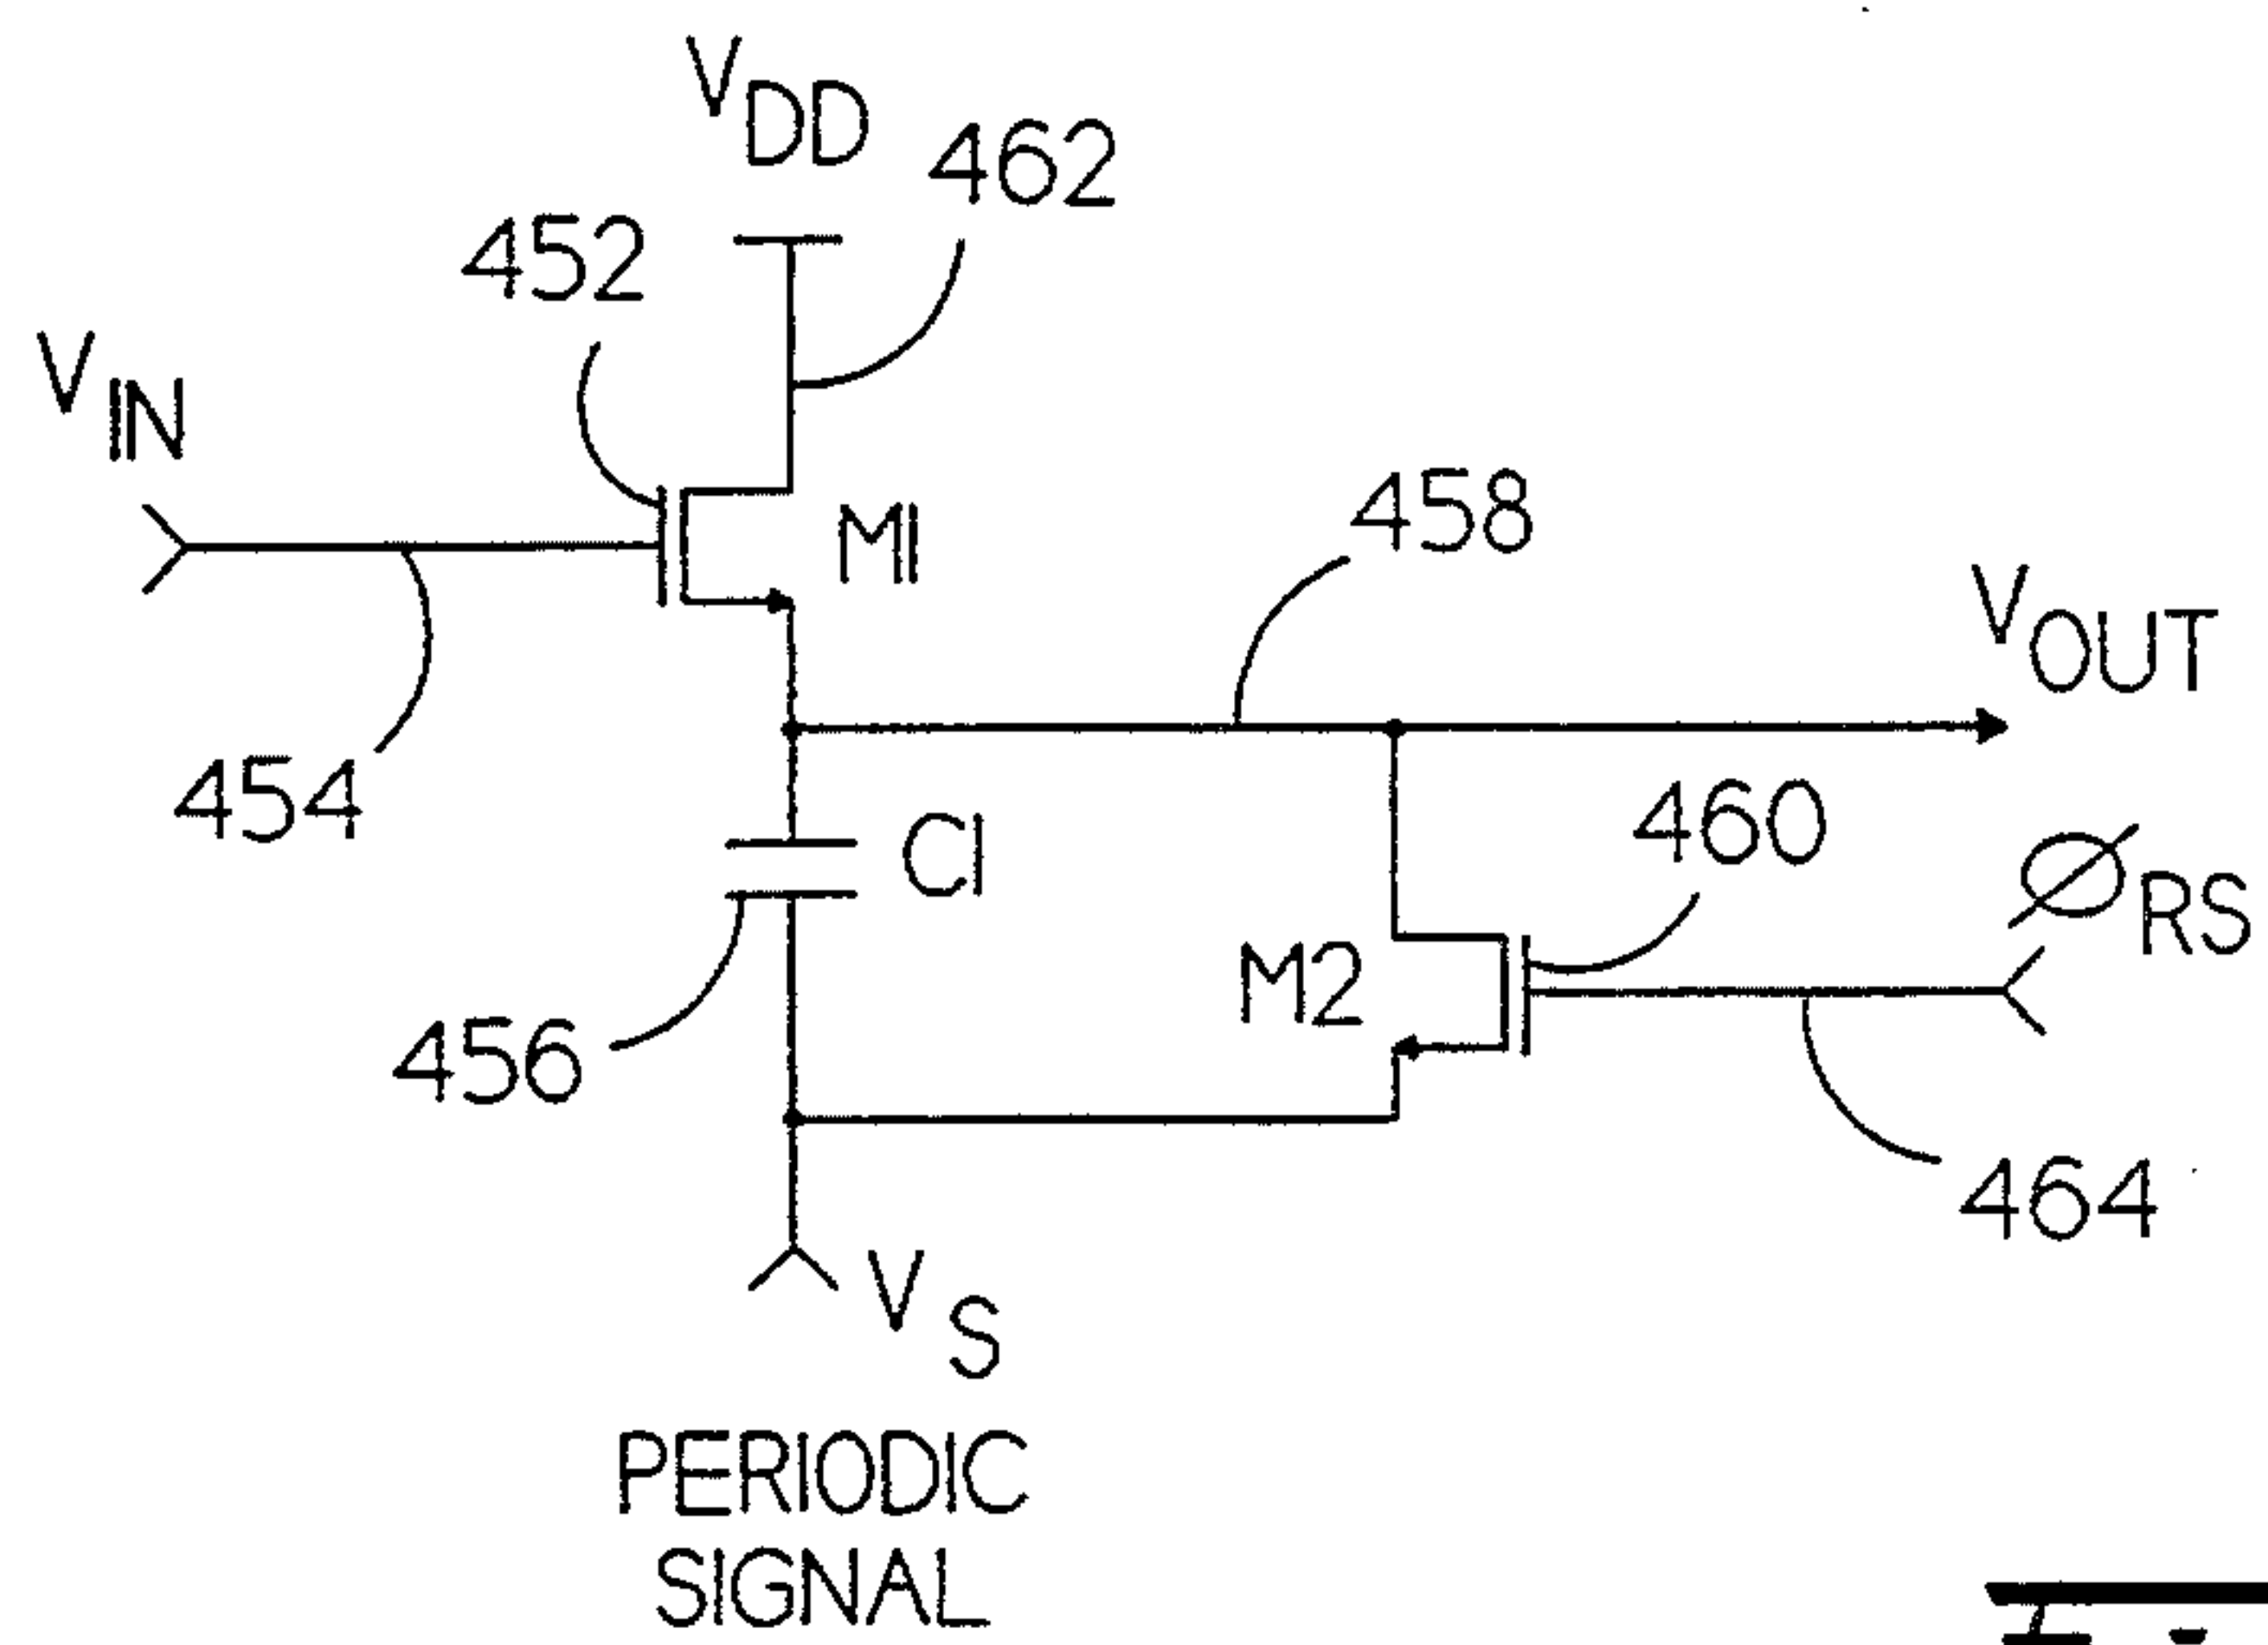 VDD
462
452
VIN
M1
458
VOUT
454
C1
460
ØRS
M2
456
464
VS
PERIODIC
SIGNAL